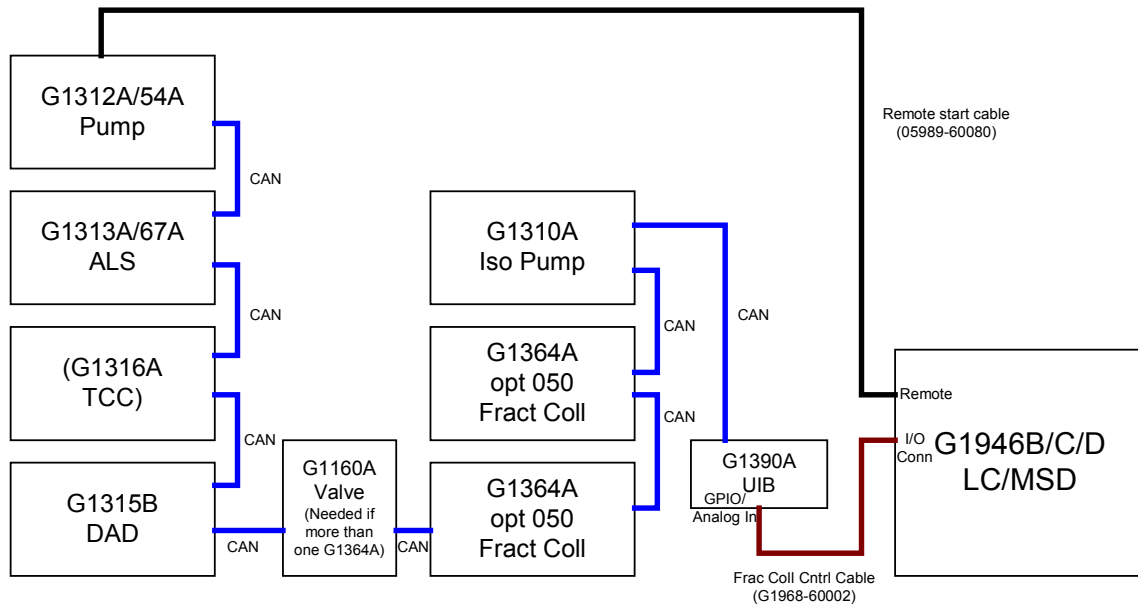 G1312A/54A
Pump
CAN
G1313A/67A
ALS
CAN
(G1316A
TCC)
CAN
G1315B
DAD
CAN
G1160A
Valve
(Needed if
more than
one G1364A)
CAN
G1310A
Iso Pump
CAN
G1364A
opt 050
Fract Coll
CAN
G1364A
opt 050
Fract Coll
CAN
G1390A
UIB
GPIO/
Analog In
Remote start cable
(05989-60080)
Remote
I/O
Conn
G1946B/C/D
LC/MSD
Frac Coll Cntrl Cable
(G1968-60002)